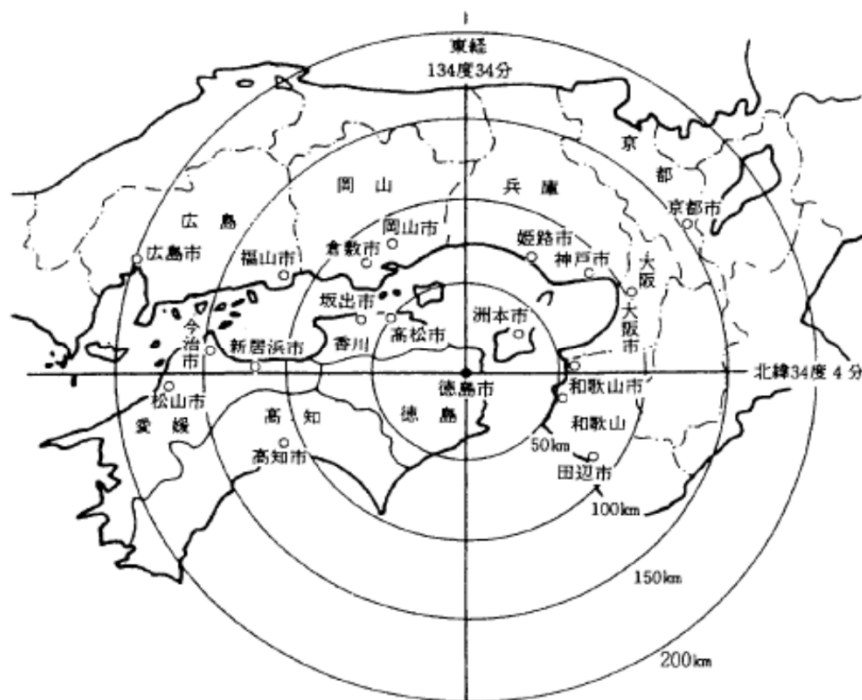 東経
134度34分
京都
岡山
兵庫
広島
京都市
岡山市
広島市
倉敷市
姫路市
福山市
神戸市
大阪
坂出市
大阪市
今治市
高松市
洲本市
新居浜市
香川
北緯34度4分
徳島市
和歌山市
松山市
愛媛
高知
徳島
和歌山
高知市
50km
田辺市
100km
150km
200km